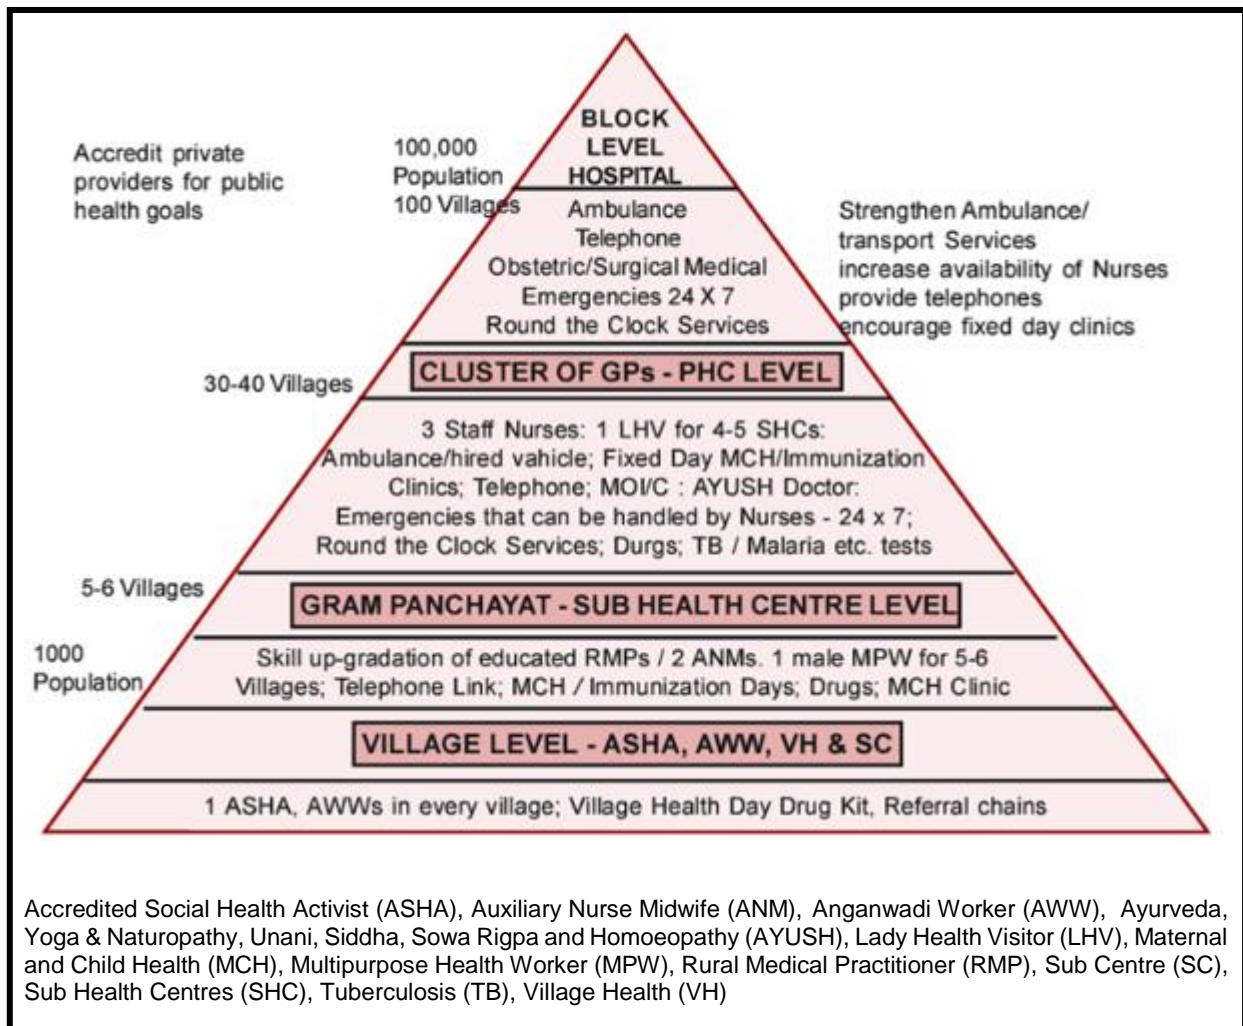 BLOCK
LEVEL
HOSPITAL
Accredit private
providers for public
health goals
100,000
Population
100 Villages
Ambulance
Telephone
Obstetric/Surgical Medical
Emergencies 24 X 7
Round the Clock Services
Strengthen Ambulance/
transport Services
increase availability of Nurses
provide telephones
encourage fixed day clinics
30-40 Villages
CLUSTER OF GPs - PHC LEVEL
3 Staff Nurses: 1 LHV for 4-5 SHCs:
Ambulance/hired vahicle; Fixed Day MCH/Immunization
Clinics; Telephone; MOI/C : AYUSH Doctor:
Emergencies that can be handled by Nurses - 24 x 7;
Round the Clock Services; Durgs; TB / Malaria etc. tests
5-6 Villages
GRAM PANCHAYAT - SUB HEALTH CENTRE LEVEL
1000
Population
Skill up-gradation of educated RMPs / 2 ANMs. 1 male MPW for 5-6
Villages; Telephone Link; MCH / Immunization Days; Drugs; MCH Clinic
VILLAGE LEVEL - ASHA, AWW, VH & SC
1 ASHA, AWWs in every village; Village Health Day Drug Kit, Referral chains
Accredited Social Health Activist (ASHA), Auxiliary Nurse Midwife (ANM), Anganwadi Worker (AWW), Ayurveda,
Yoga & Naturopathy, Unani, Siddha, Sowa Rigpa and Homoeopathy (AYUSH), Lady Health Visitor (LHV), Maternal
and Child Health (MCH), Multipurpose Health Worker (MPW), Rural Medical Practitioner (RMP), Sub Centre (SC),
Sub Health Centres (SHC), Tuberculosis (TB), Village Health (VH)